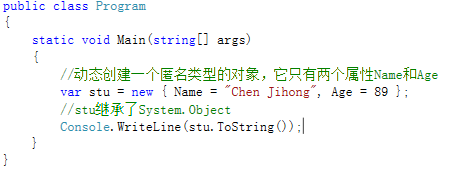 public class Program
{
static void Main(string[] args)
{
//动态创建一个匿名类型的对象，它只有两个属性Name和Age
var stu = new { Name = "Chen Jihong", Age = 89 };
//stu继承了System.Object
Console.WriteLine(stu.ToString());
}
}